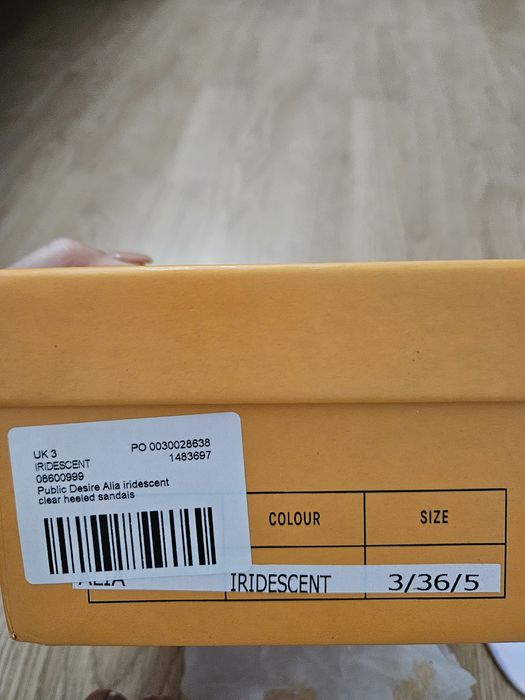 UK 3
PO 0030028638
IRIDESCENT
1483697
08600999
Public Desire Alia iridescent
clear heeled sandals
COLOUR
SIZE
ALIA
IRIDESCENT
3/36/5